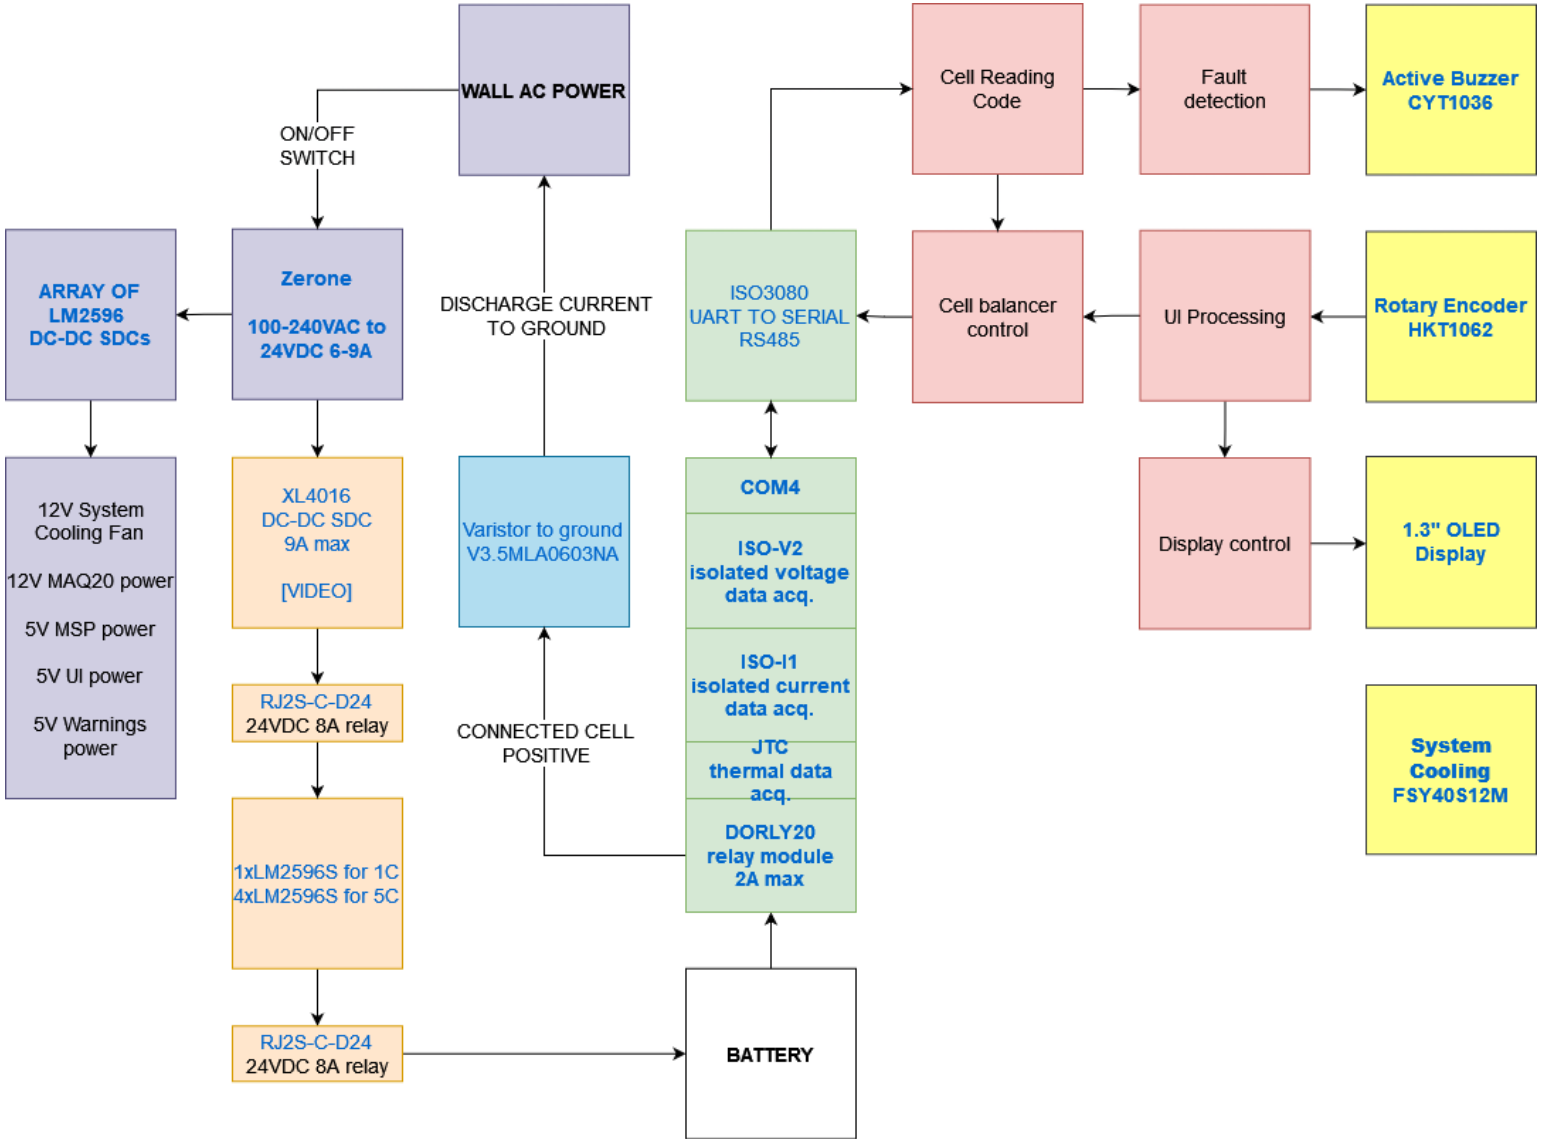 WALL AC POWER
Cell Reading
Code
Fault
detection
Active Buzzer
CYT1036
ON/OFF
SWITCH
ARRAY OF
LM2596
DC-DC SDCs
Zerone
100-240VAC to
24VDC 6-9A
DISCHARGE CURRENT
TO GROUND
ISO3080
UART TO SERIAL
RS485
Cell balancer
control
UI Processing
Rotary Encoder
HKT1062
12V System
Cooling Fan
12V MAQ20 power
5V MSP power
5V UI power
5V Warnings
power
XL4016
DC-DC SDC
9A max
[VIDEO]
Varistor to ground
V3.5MLA0603NA
COM4
ISO-V2
isolated voltage
data acq.
ISO-I1
isolated current
data acq.
JTC
thermal data
acq.
DORLY20
relay module
2A max
Display control
1.3" OLED
Display
RJ2S-C-D24
24VDC 8A relay
CONNECTED CELL
POSITIVE
System
Cooling
FSY40S12M
1xLM2596S for 1C
4xLM2596S for 5C
RJ2S-C-D24
24VDC 8A relay
BATTERY